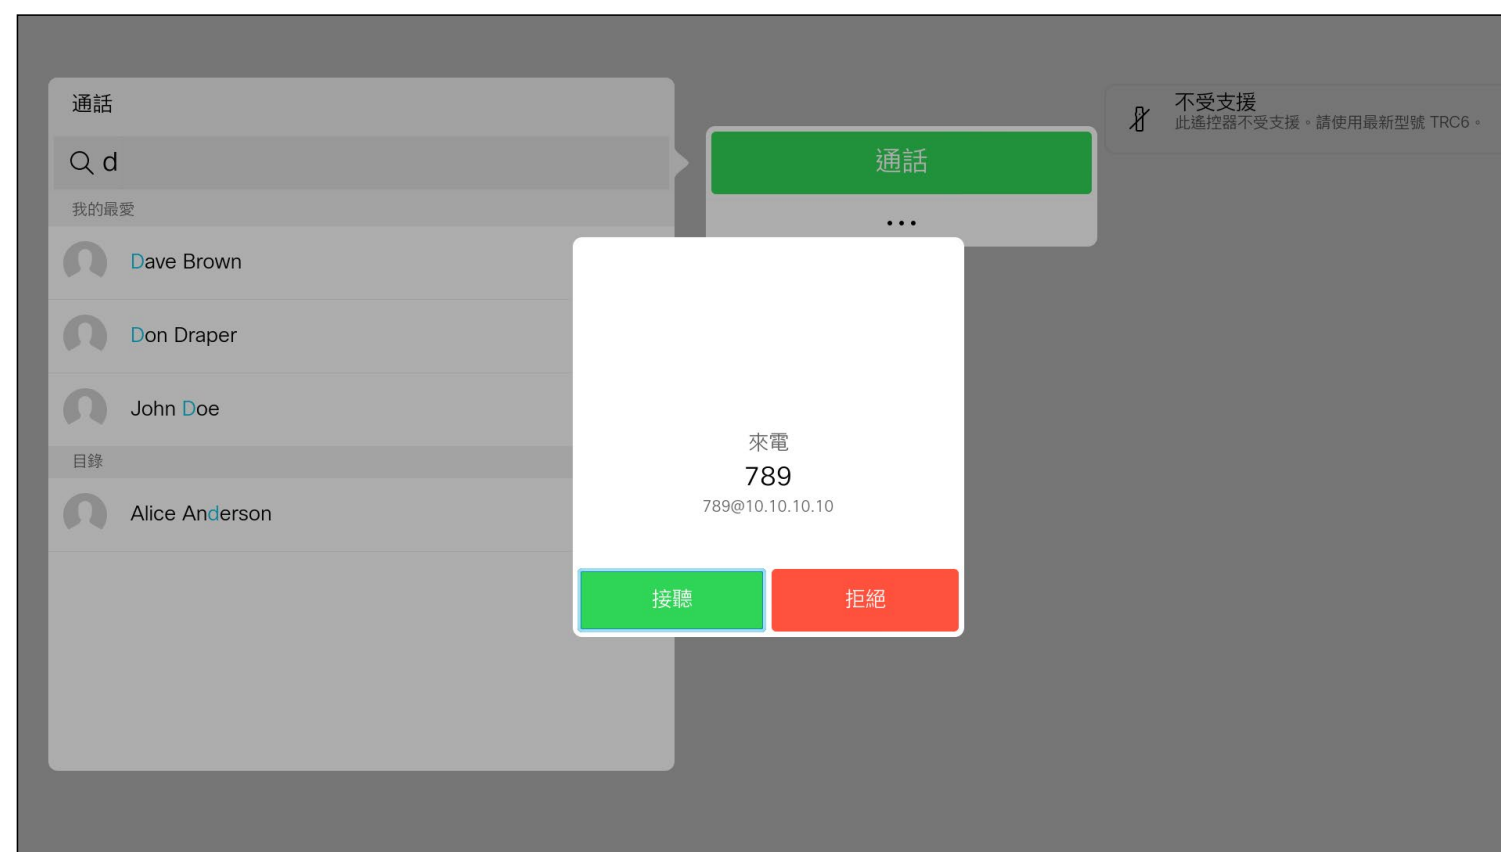 通話
d
我的最愛
Dave Brown
Don Draper
John Doe
目錄
Alice Anderson
通話
...
不受支援
此遙控器不受支援。請使用最新型號 TRC6。
來電
789
789@10.10.10.10
接聽
拒絕